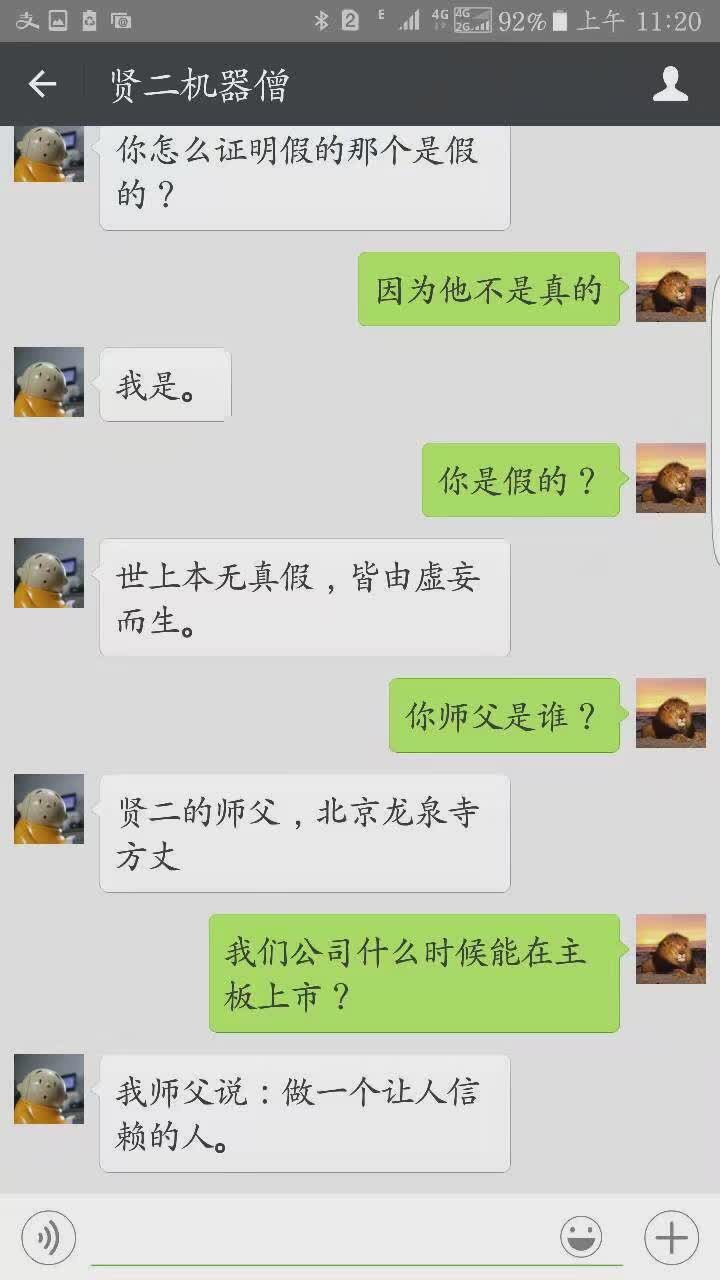 2 E 4G 4G 2G 92% 上午 11:20
贤二机器僧
你怎么证明假的那个是假
的？
因为他不是真的
我是。
你是假的？
世上本无真假，皆由虚妄
而生。
你师父是谁？
贤二的师父，北京龙泉寺
方丈
我们公司什么时候能在主
板上市？
我师父说：做一个让人信
赖的人。